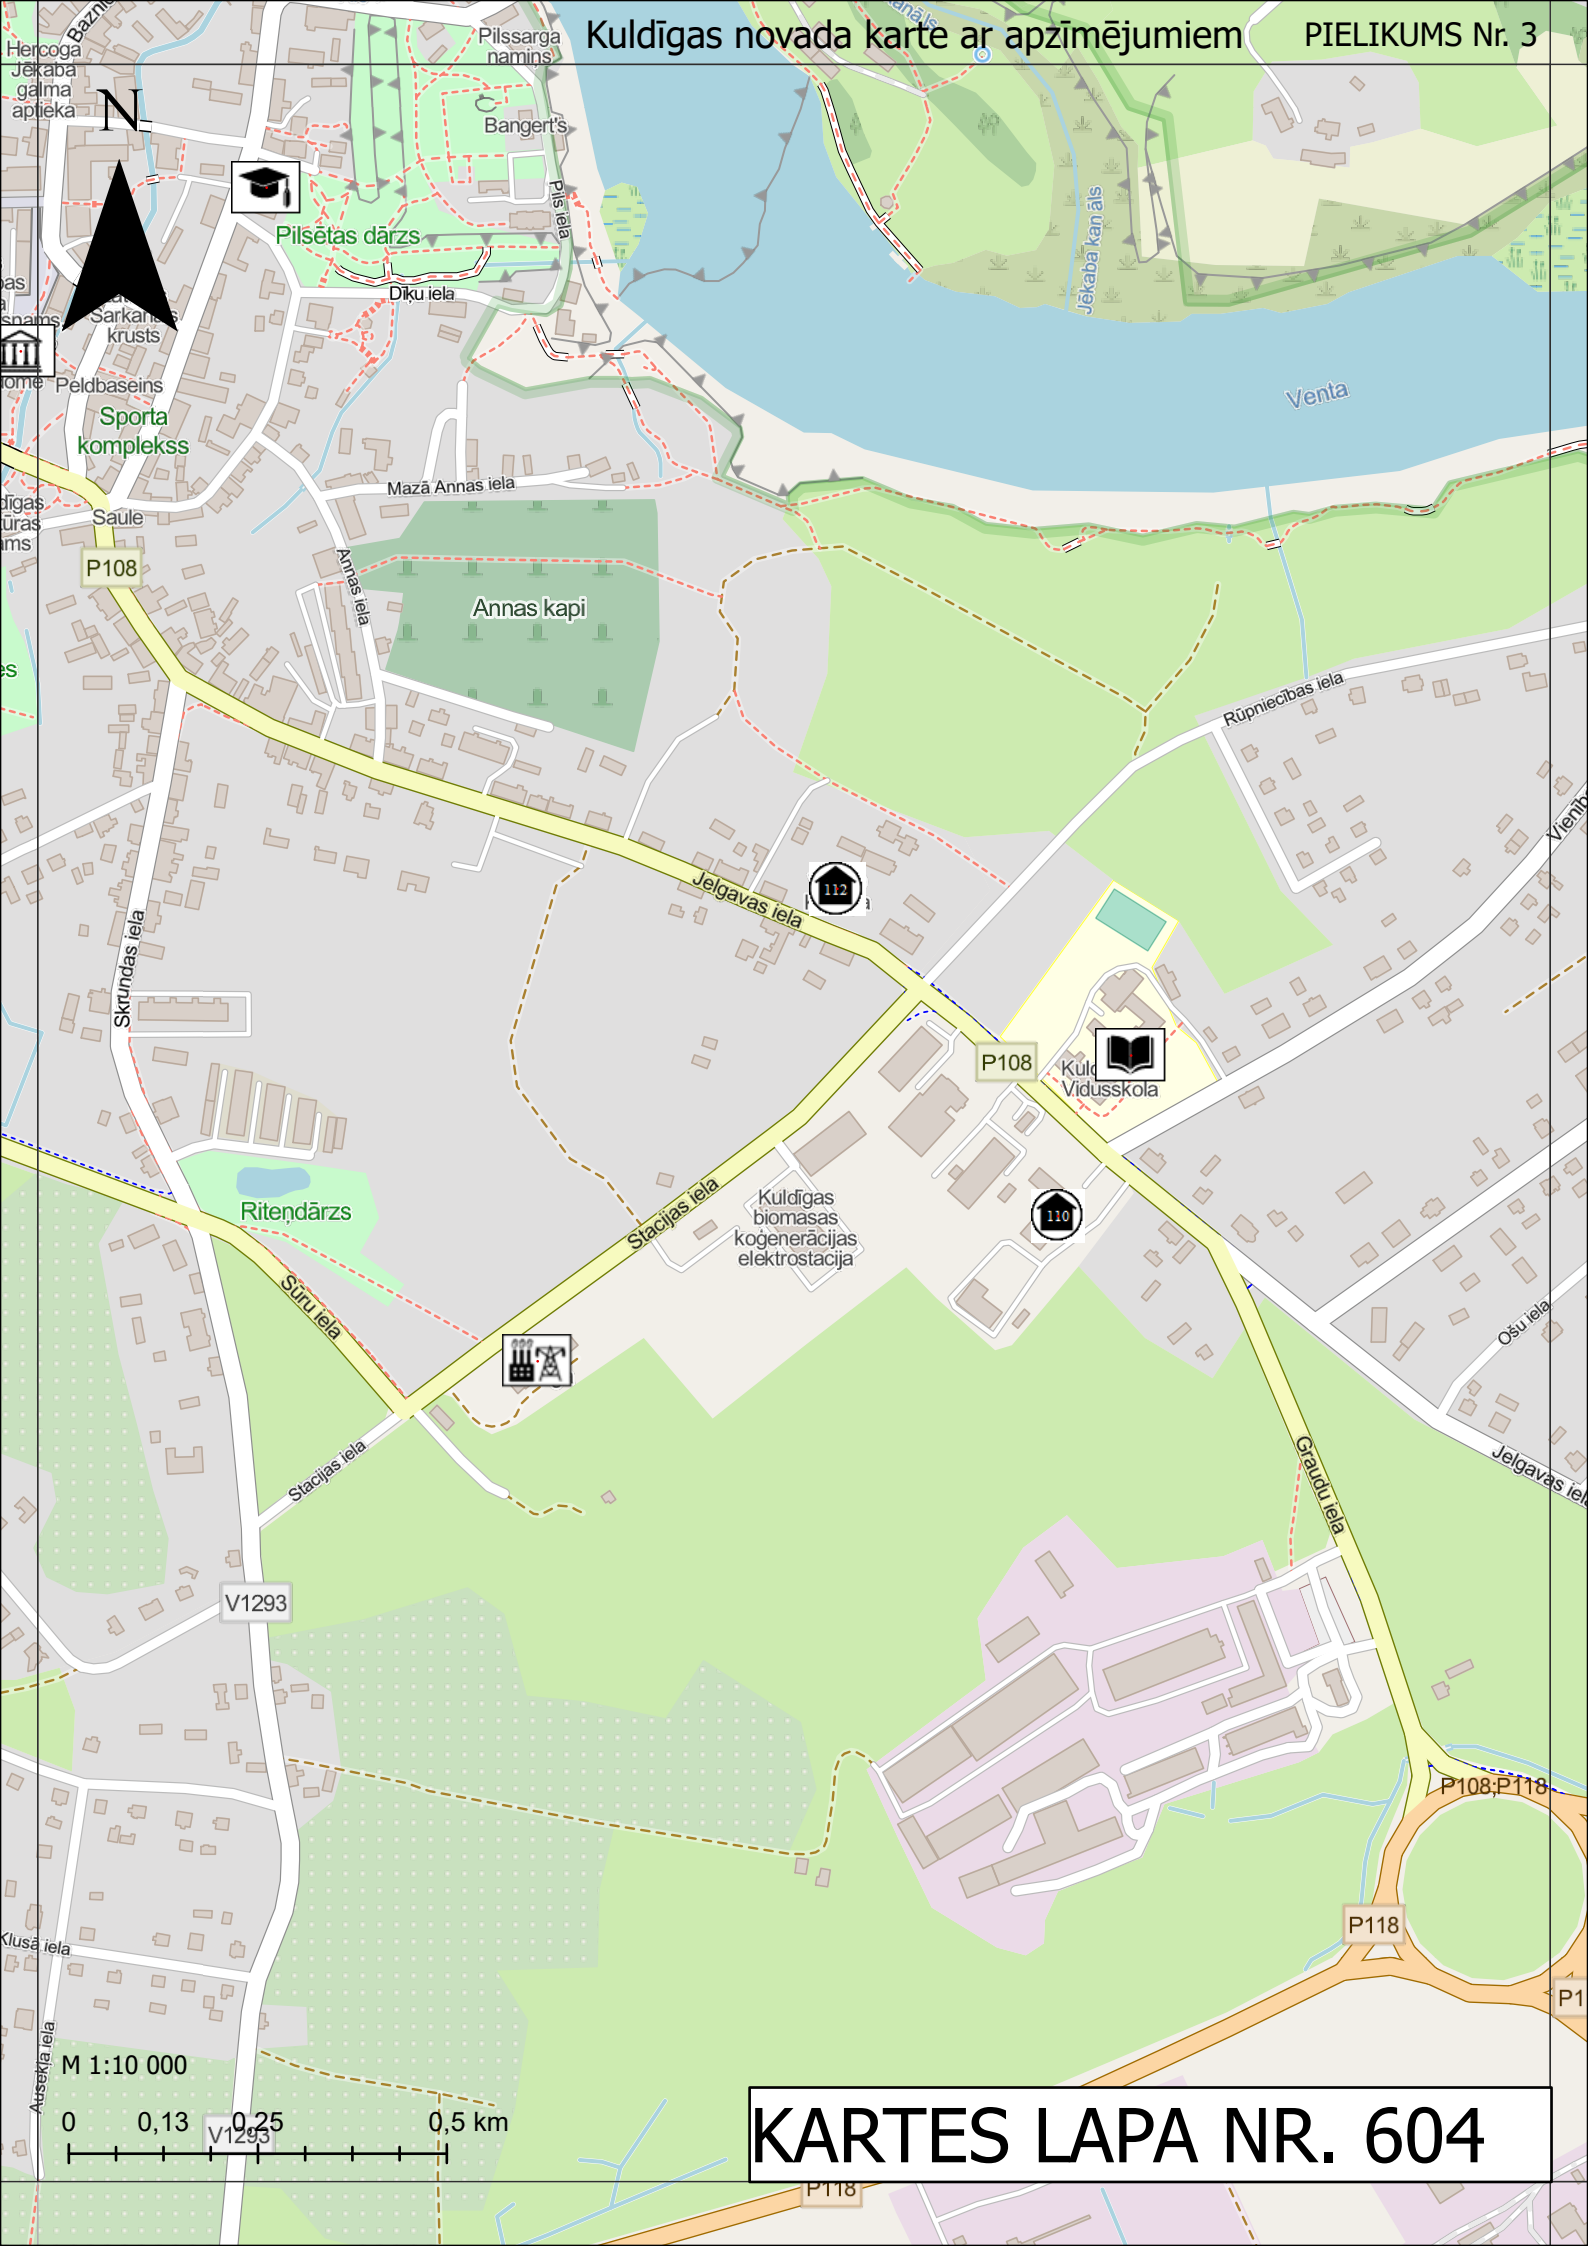 Kuldīgas novada karte ar apzīmējumiem
PIELIKUMS Nr. 3
Hercoga
Jēkaba
galma
aptieka
N
Pilssarga
namiņš
Bangert's
Pils iela
Pilsētas dārzs
Dīķu iela
Jēkaba kanāls
Sarkanais
krusts
Peldbaseins
Sporta
komplekss
Venta
Mazā Annas iela
Saule
P108
Annas iela
Annas kapi
Rūpniecības iela
Jelgavas iela
112
Skrundas iela
P108
Vidusskola
Ritendārzs
Stacijas iela
Kuldīgas
biomasas
koģenerācijas
elektrostacija
110
Sūru iela
Ošu iela
Stacijas iela
Graudu iela
Jelgavas iel
V1293
P108;P118
P118
P1
Klusā iela
Ausekļa iela
M 1:10 000
0
0,13
0,25
0,5 km
V1293
KARTES LAPA NR. 604
P118